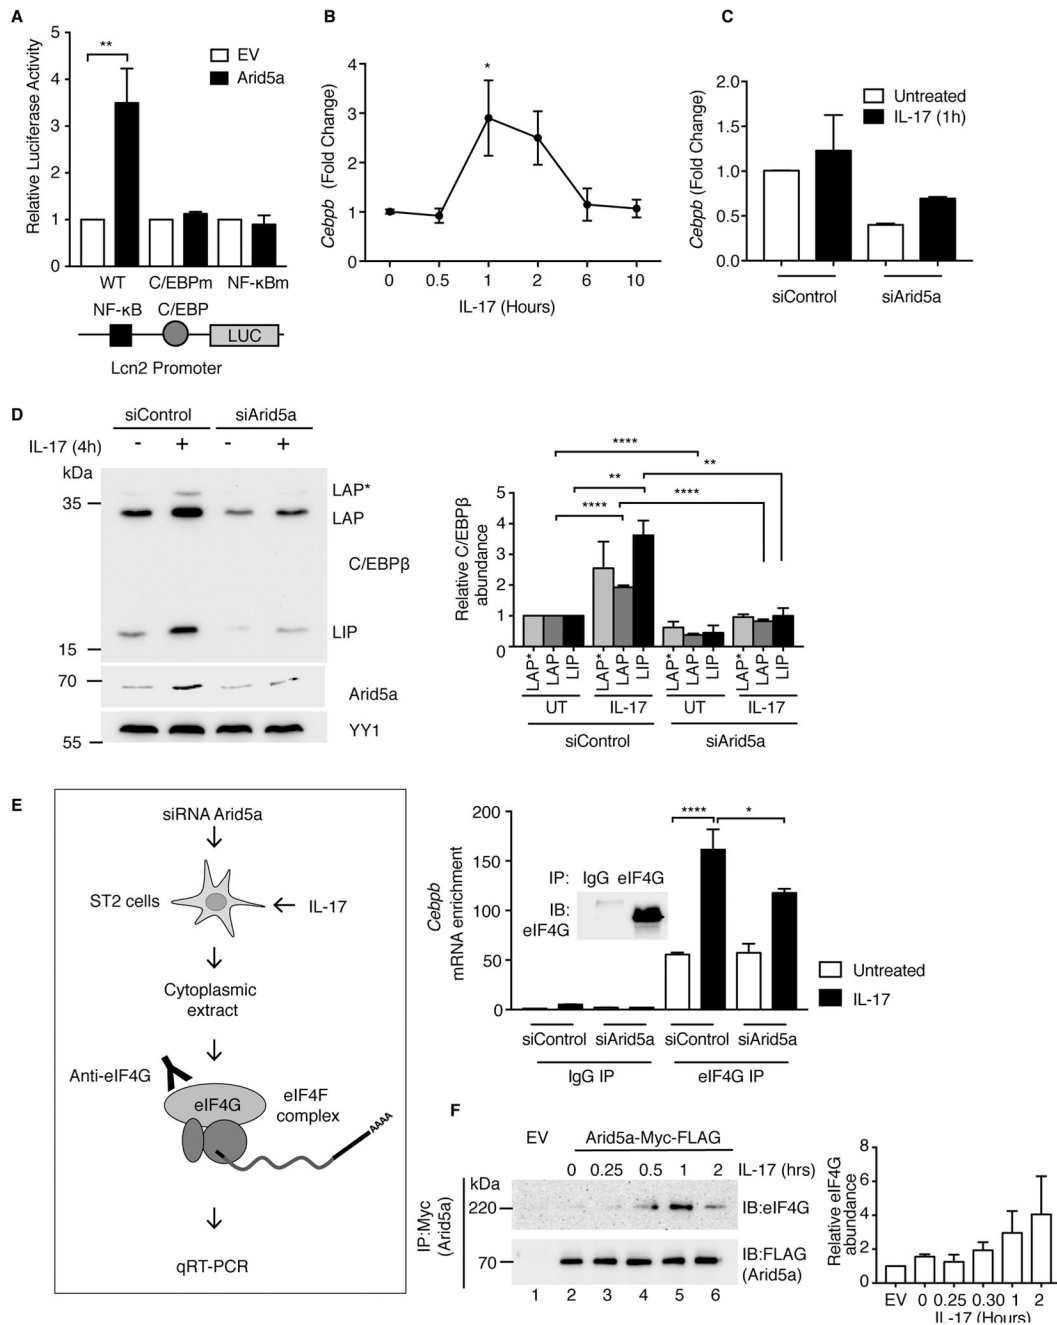 A
Relative Luciferase Activity
5
4
3
2
1
0
**
EV
Arid5a
WT
C/EBPm
NF-κBm
NF-κB
C/EBP
LUC
Lcn2 Promoter
B
Cebpb (Fold Change)
4
3
2
1
0
*
0 0.5 1 2 6 10
IL-17 (Hours)
C
Cebpb (Fold Change)
2.0
1.5
1.0
0.5
0
Untreated
IL-17 (1h)
siControl
siArid5a
D
siControl
siArid5a
IL-17 (4h) - + - +
kDa
35
15
70
55
LAP*
LAP
C/EBPβ
LIP
Arid5a
YY1
Relative C/EBPβ
abundance
5
4
3
2
1
0
****
**
**
****
****
LAP* LAP LIP LAP* LAP LIP LAP* LAP LIP LAP* LAP LIP
UT IL-17 UT IL-17
siControl siArid5a
E
siRNA Arid5a
ST2 cells
IL-17
Cytoplasmic
extract
Anti-eIF4G
eIF4G
eIF4F
complex
AAAA
qRT-PCR
Cebpb
mRNA enrichment
200
150
100
50
0
**** *
IP: IgG eIF4G
IB:
eIF4G
Untreated
IL-17
siControl siArid5a siControl siArid5a
IgG IP eIF4G IP
F
EV Arid5a-Myc-FLAG
0 0.25 0.5 1 2 IL-17 (hrs)
kDa
220
70
IP:Myc
(Arid5a)
IB:eIF4G
IB:FLAG
(Arid5a)
1 2 3 4 5 6
Relative eIF4G
abundance
8
6
4
2
0
EV 0 0.25 0.30 1 2
IL-17 (Hours)